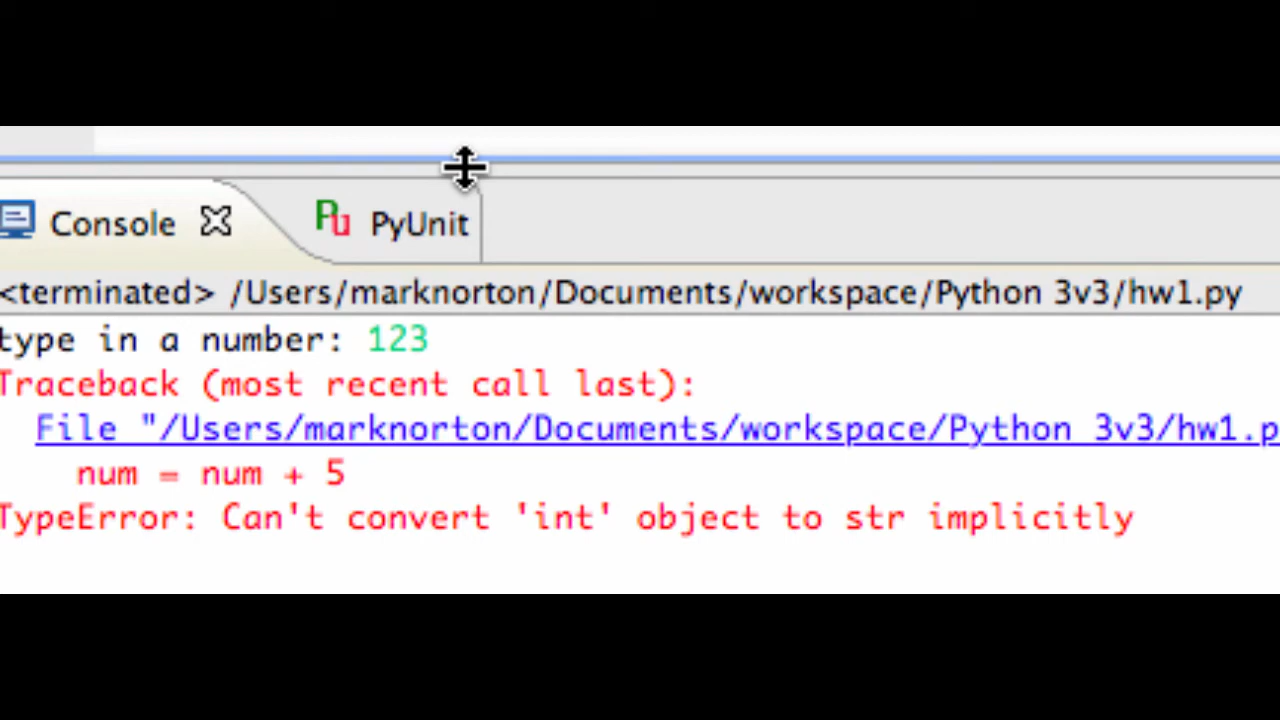 Console PyUnit
<terminated> /Users/marknorton/Documents/workspace/Python 3v3/hw1.py
type in a number: 123
Traceback (most recent call last):
File "/Users/marknorton/Documents/workspace/Python 3v3/hw1.p
num = num + 5
TypeError: Can't convert 'int' object to str implicitly